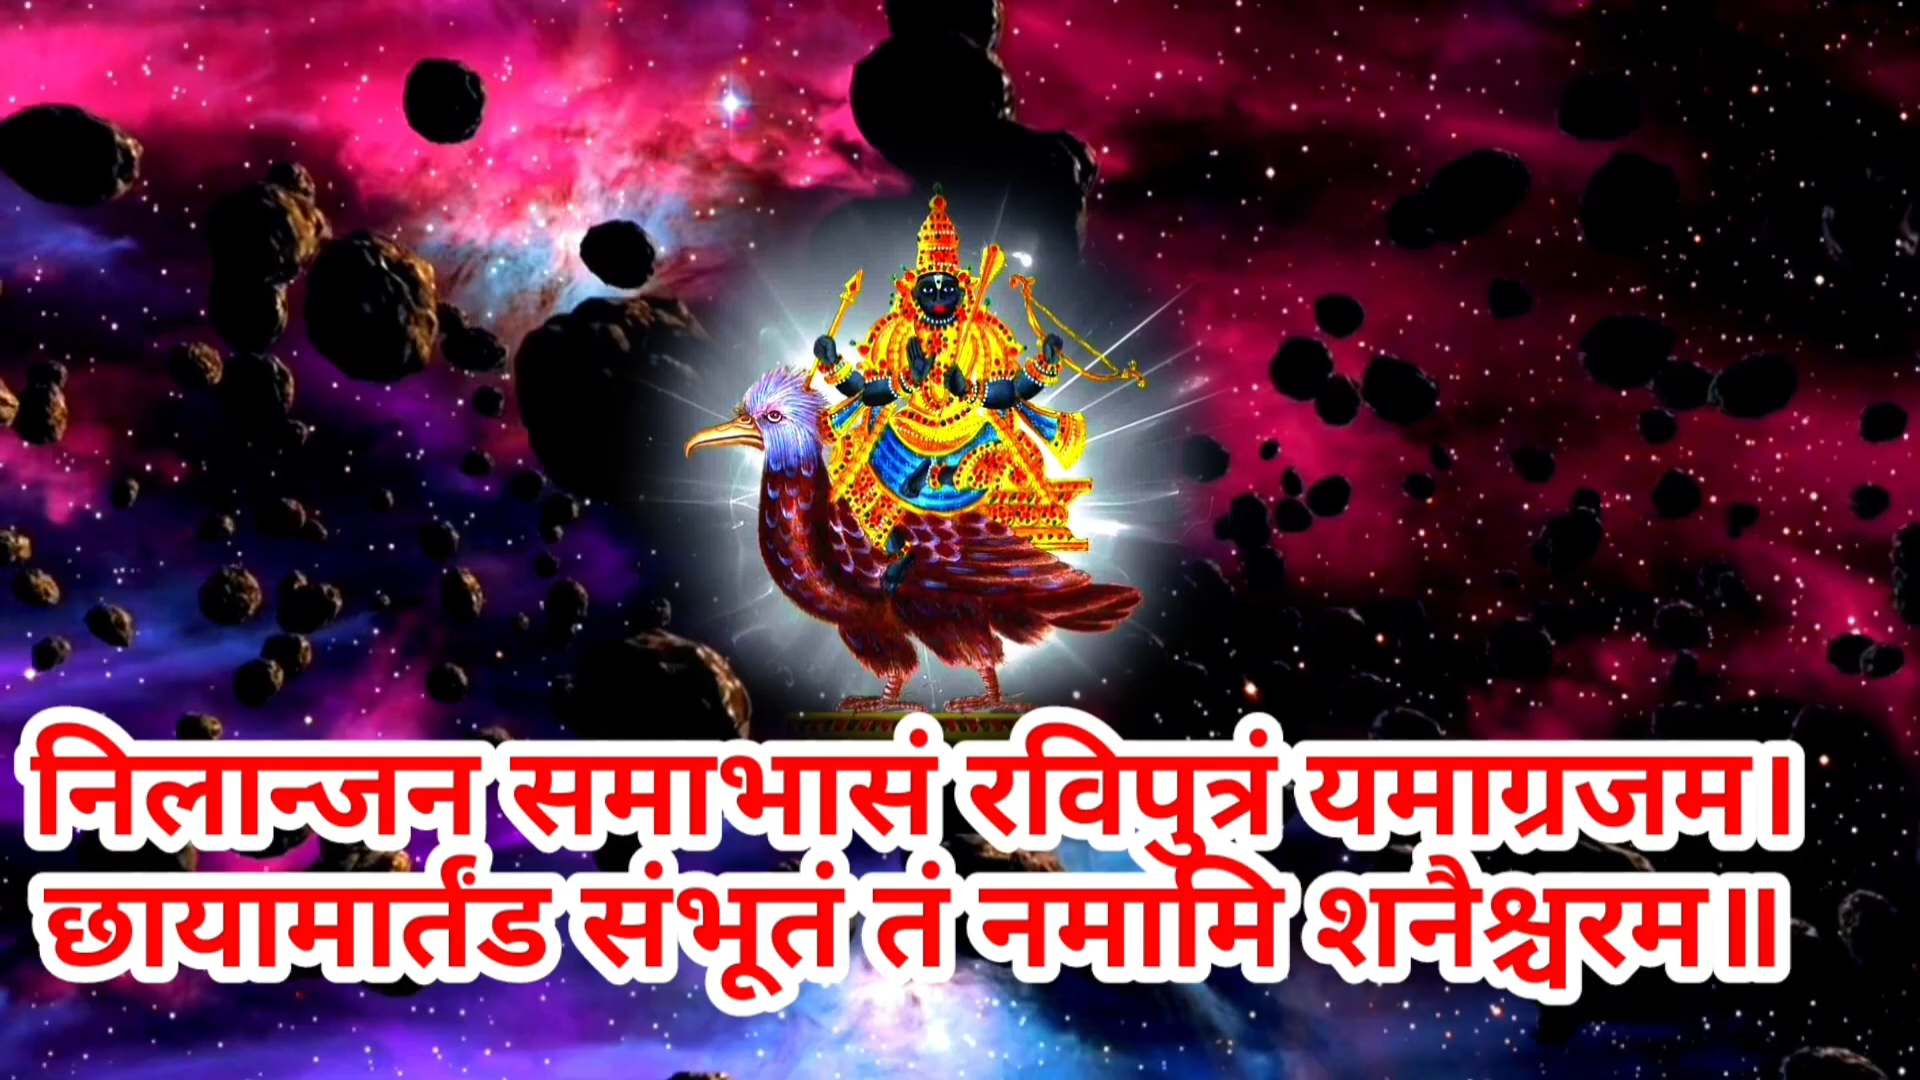 निलान्जन समाभासं रविपुत्रं यमाग्रजम।
छायामार्तंड संभूतं तं नमामि शनैश्चरम॥